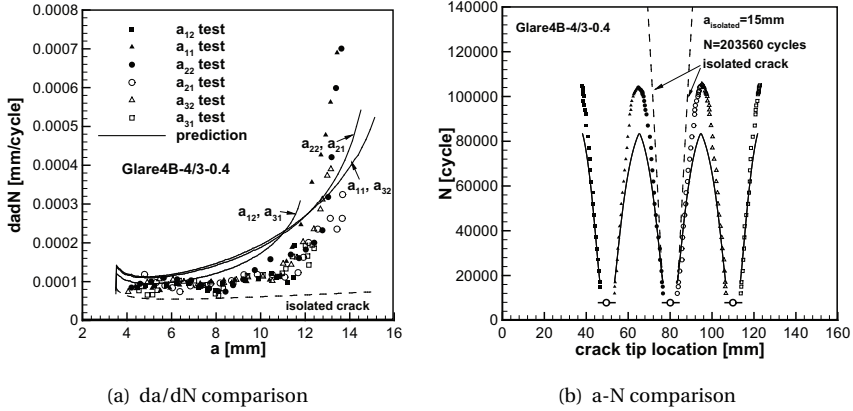 0.0008
0.0007
0.0006
0.0005
0.0004
0.0003
0.0002
0.0001
0
dadN [mm/cycle]
a12 test
a11 test
a22 test
a21 test
a32 test
a31 test
prediction
Glare4B-4/3-0.4
a22, a21
a11, a32
a12, a31
isolated crack
2 4 6 8 10 12 14 16
a [mm]
(a) da/dN comparison
140000
120000
100000
80000
60000
40000
20000
0
N [cycle]
Glare4B-4/3-0.4
aisolated=15mm
N=203560 cycles
isolated crack
0 20 40 60 80 100 120 140 160
crack tip location [mm]
(b) a-N comparison